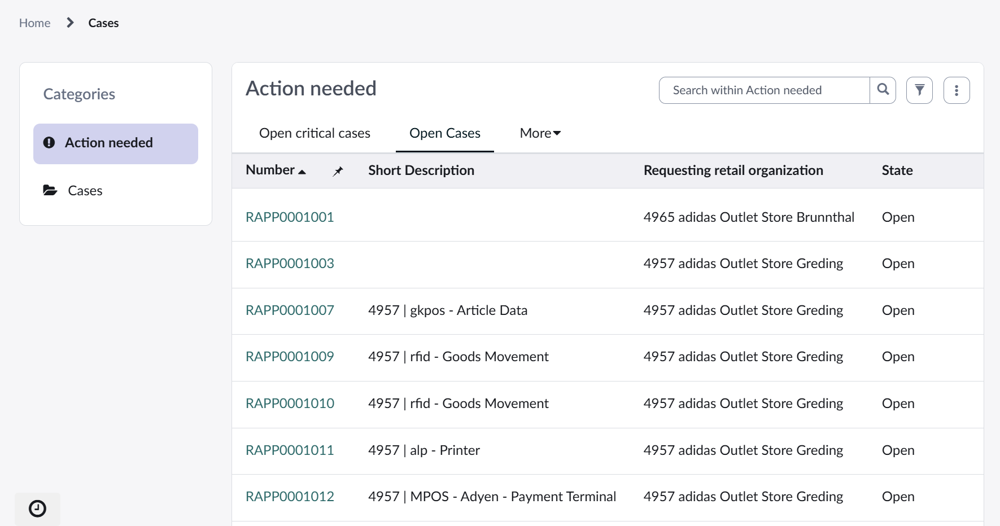 Home Cases
Categories
Action needed
Cases
Action needed
Search within Action needed
Open critical cases Open Cases More
Number Short Description Requesting retail organization State
RAPP0001001 4965 adidas Outlet Store Brunnthal Open
RAPP0001003 4957 adidas Outlet Store Greding Open
RAPP0001007 4957 | gkpos - Article Data 4957 adidas Outlet Store Greding Open
RAPP0001009 4957 | rfid - Goods Movement 4957 adidas Outlet Store Greding Open
RAPP0001010 4957 | rfid - Goods Movement 4957 adidas Outlet Store Greding Open
RAPP0001011 4957 | alp - Printer 4957 adidas Outlet Store Greding Open
RAPP0001012 4957 | MPOS - Adyen - Payment Terminal 4957 adidas Outlet Store Greding Open